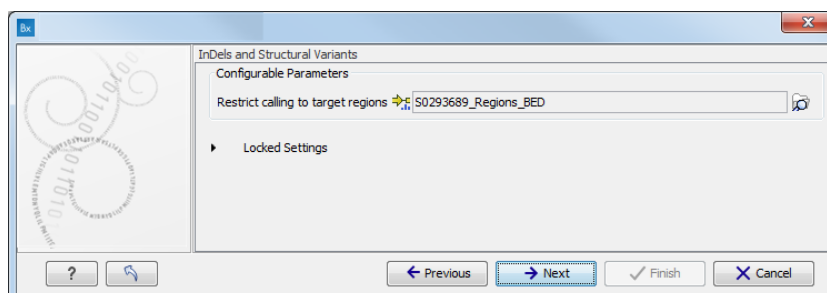 Bx
InDels and Structural Variants
Configurable Parameters
Restrict calling to target regions S0293689_Regions_BED
Locked Settings
? Previous Next Finish Cancel